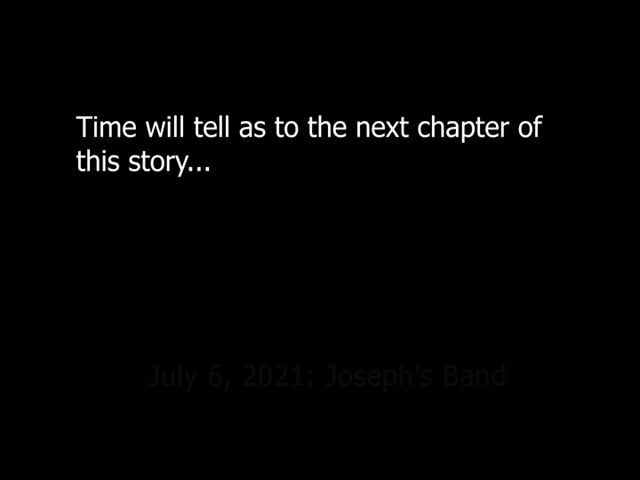 Time will tell as to the next chapter of
this story...
July 6, 2021: Joseph's Band